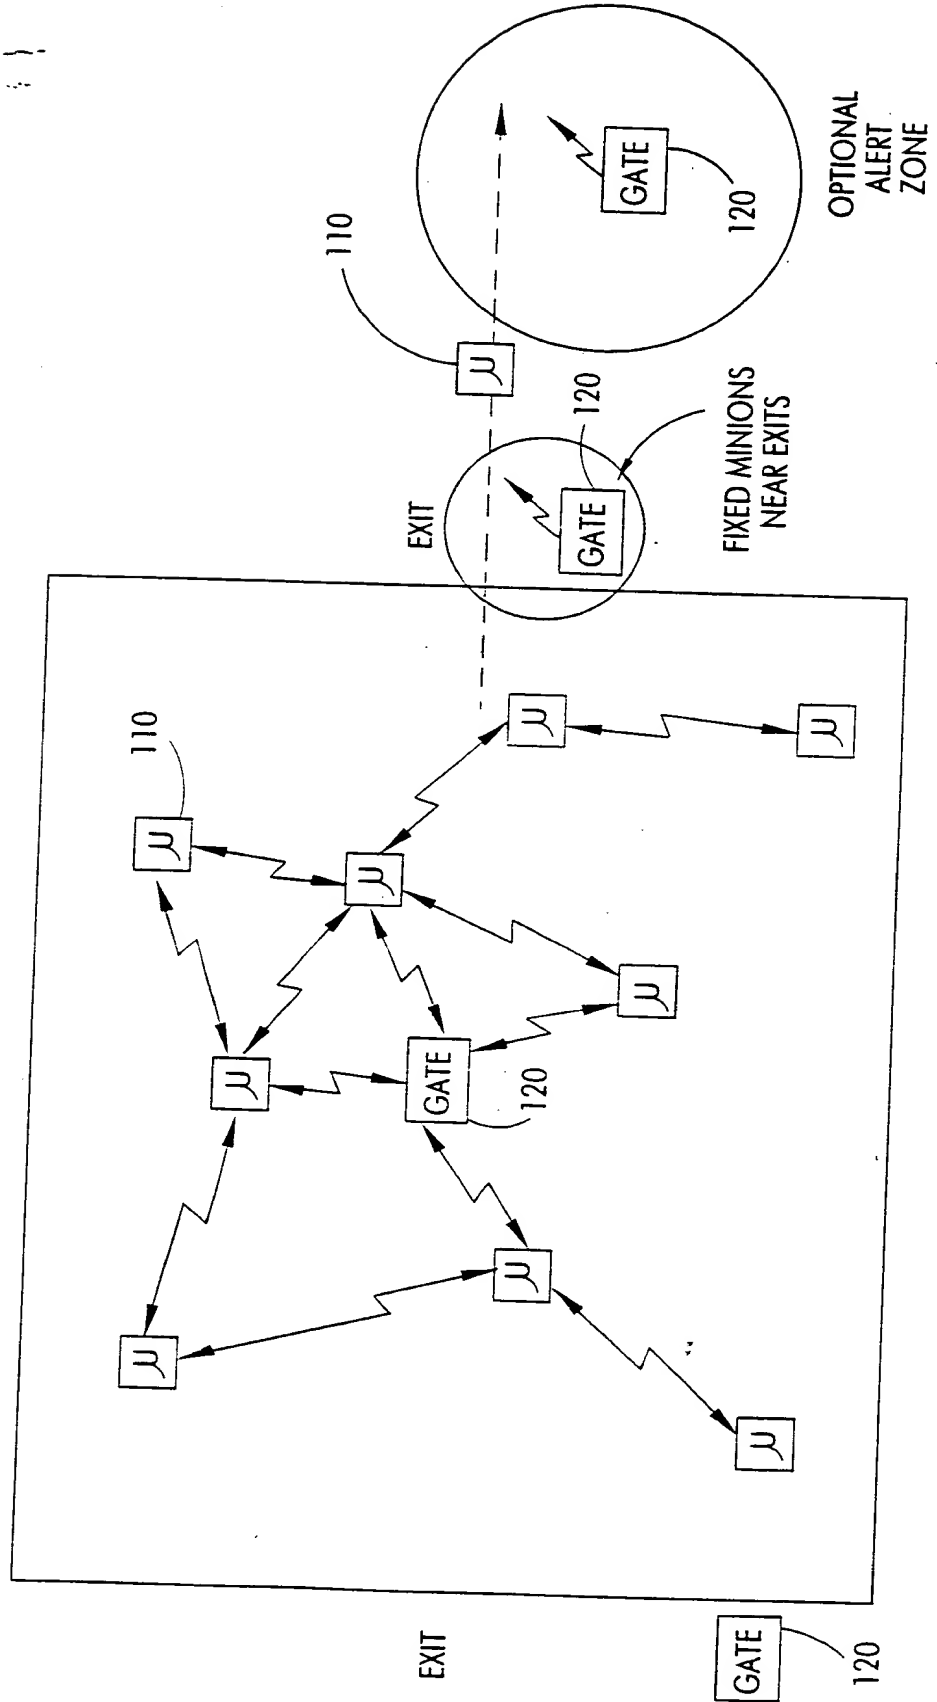 μ
110
μ
μ
110
μ
EXIT
EXIT
GATE
μ
μ
120
μ
120
GATE
GATE
μ
120
FIXED MINIONS
NEAR EXITS
GATE
μ
μ
OPTIONAL
ALERT
ZONE
120